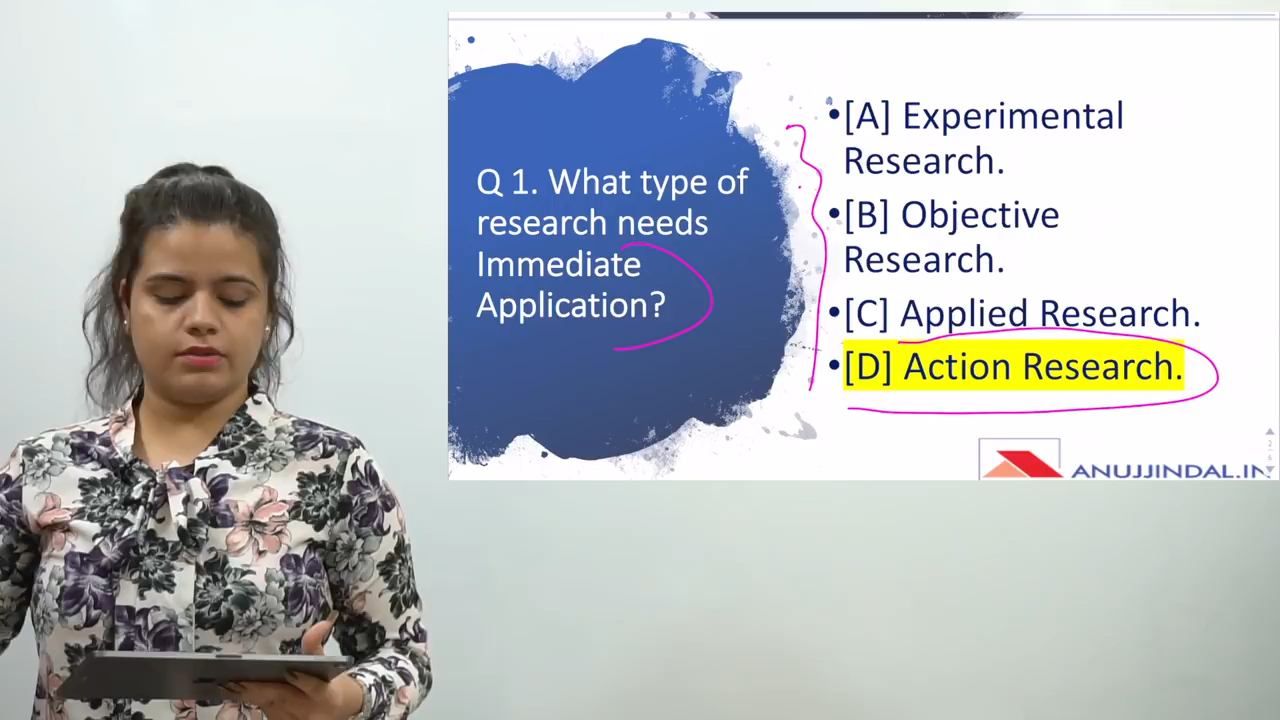 Q 1. What type of
research needs
Immediate
Application?
•[A] Experimental
Research.
•[B] Objective
Research.
•[C] Applied Research.
•[D] Action Research.
ANUJJINDAL.IN